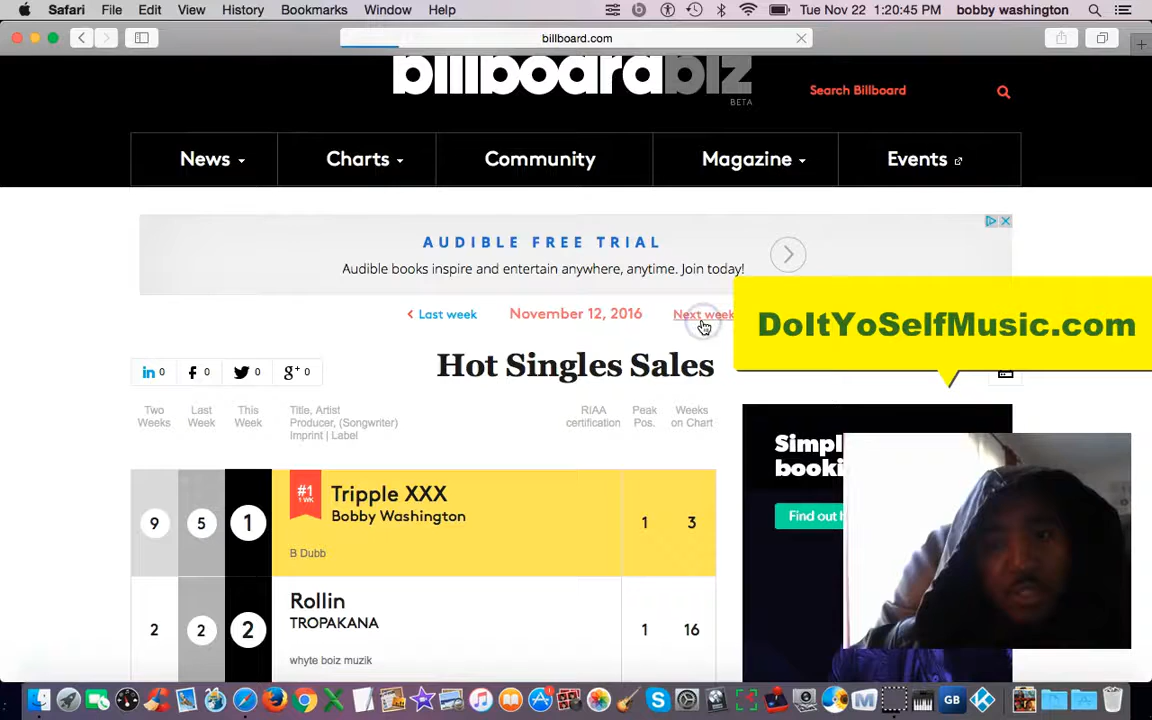 Safari File Edit View History Bookmarks Window Help Tue Nov 22 1:20:45 PM bobby washington
billboard.com
billboardbiz
BETA
Search Billboard
News Charts Community Magazine Events
AUDIBLE FREE TRIAL
Audible books inspire and entertain anywhere, anytime. Join today!
Last week November 12, 2016 Next week
DoItYoSelfMusic.com
in 0 f 0 0 g+ 0
Hot Singles Sales
Two Weeks
Last Week
This Week
Title, Artist
Producer, (Songwriter)
Imprint | Label
RIAA certification
Peak Pos.
Weeks on Chart
9 5 1
#1
1 WK
Tripple XXX
Bobby Washington
B Dubb
1 3
2 2 2
Rollin
TROPAKANA
whyte boiz muzik
1 16
Find out
GB